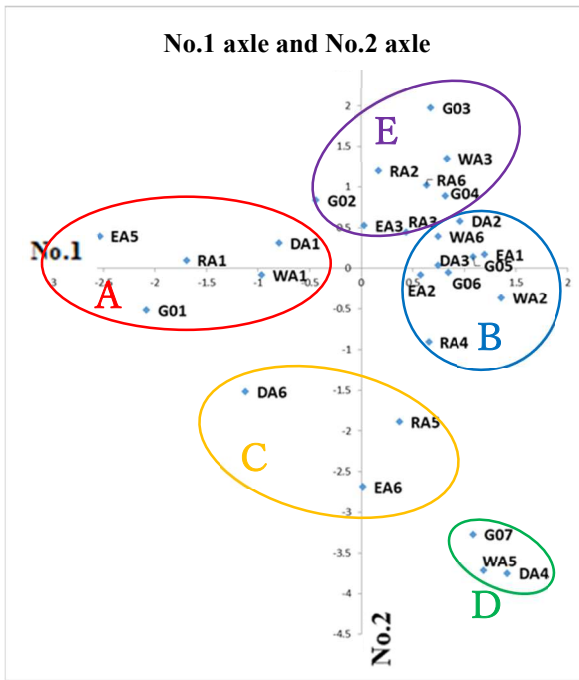 No.1 axle and No.2 axle
2
G03
E
1.5
WA3
RA2
RA6
1
G04
G02
0.5
EA3
RA3
DA2
WA6
EA5
DA1
No.1
RA1
DA3
EA1
G05
0
WA1
-2.5
-2
-1.5
-1
-0.5
0
0.5
1
1.5
2
EA2
G06
A
WA2
G01
-0.5
B
RA4
-1
-1.5
DA6
RA5
-2
C
-2.5
EA6
-3
G07
-3.5
WA5
DA4
D
-4
No.2
-4.5